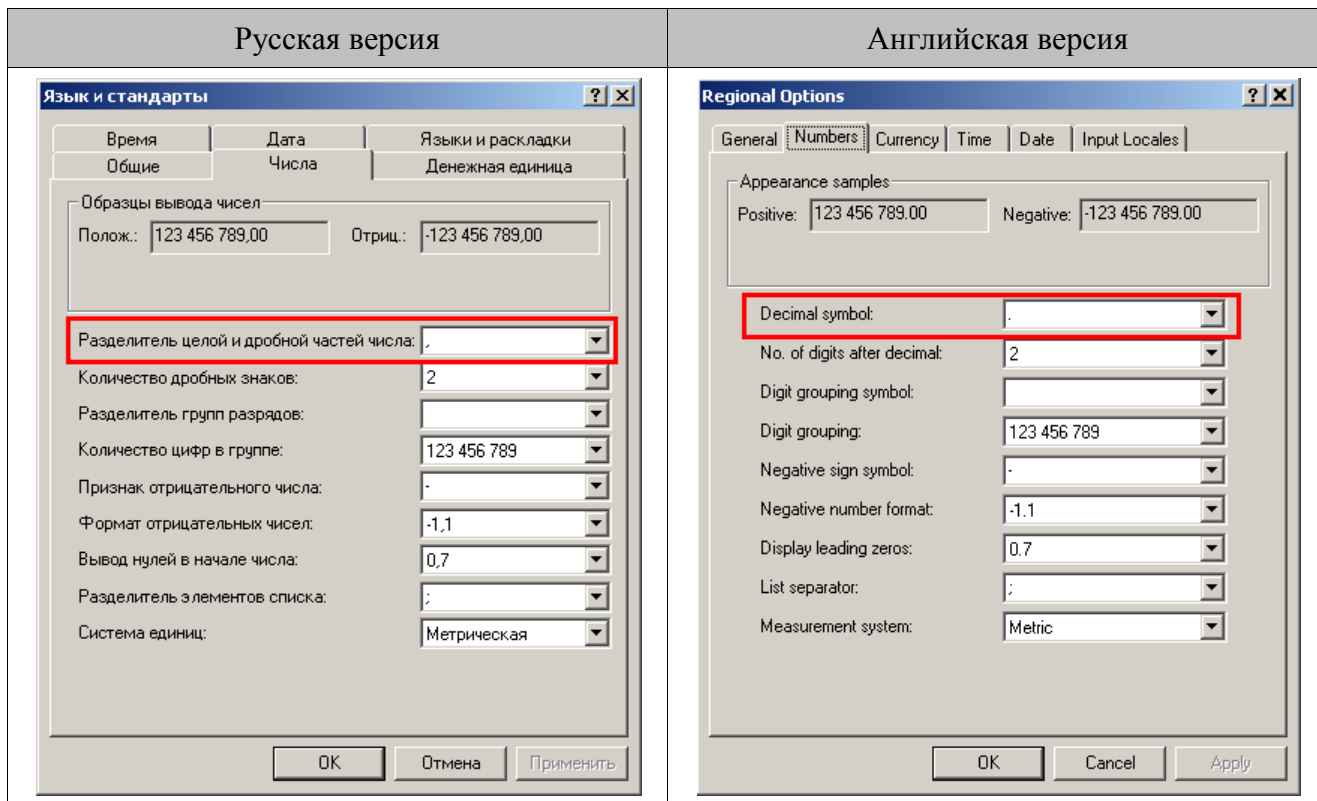 Русская версия
Английская версия
Язык и стандарты
Время Дата Языки и раскладки
Общие Числа Денежная единица
Образцы вывода чисел
Полож.: 123 456 789,00 Отриц.: -123 456 789,00
Разделитель целой и дробной частей числа: ,
Количество дробных знаков: 2
Разделитель групп разрядов:
Количество цифр в группе: 123 456 789
Признак отрицательного числа: -
Формат отрицательных чисел: -1,1
Вывод нулей в начале числа: 0,7
Разделитель элементов списка: ;
Система единиц: Метрическая
OK Отмена Применить
Regional Options
General Numbers Currency Time Date Input Locales
Appearance samples
Positive: 123 456 789.00 Negative: -123 456 789.00
Decimal symbol: .
No. of digits after decimal: 2
Digit grouping symbol:
Digit grouping: 123 456 789
Negative sign symbol: -
Negative number format: -1.1
Display leading zeros: 0.7
List separator: ;
Measurement system: Metric
OK Cancel Apply